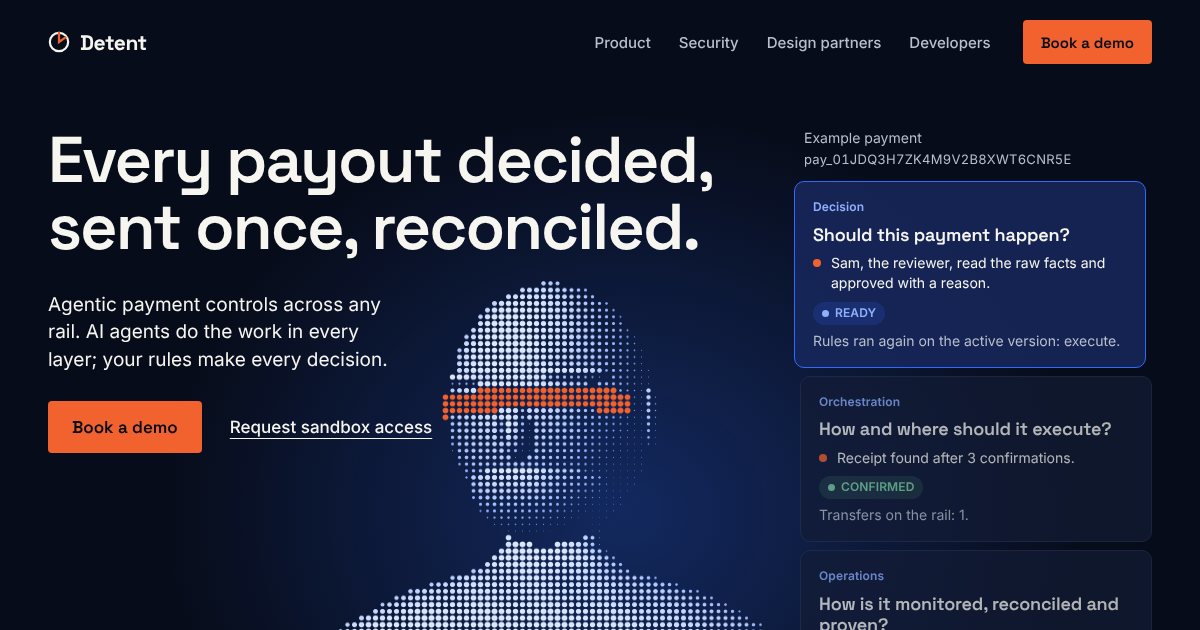 Detent
Product
Security
Design partners
Developers
Book a demo
Every payout decided,
sent once, reconciled.
Agentic payment controls across any
rail. AI agents do the work in every
layer; your rules make every decision.
Book a demo
Request sandbox access
Example payment
pay_01JDQ3H7ZK4M9V2B8XWT6CNR5E
Decision
Should this payment happen?
Sam, the reviewer, read the raw facts and
approved with a reason.
READY
Rules ran again on the active version: execute.
Orchestration
How and where should it execute?
Receipt found after 3 confirmations.
CONFIRMED
Transfers on the rail: 1.
Operations
How is it monitored, reconciled and
proven?